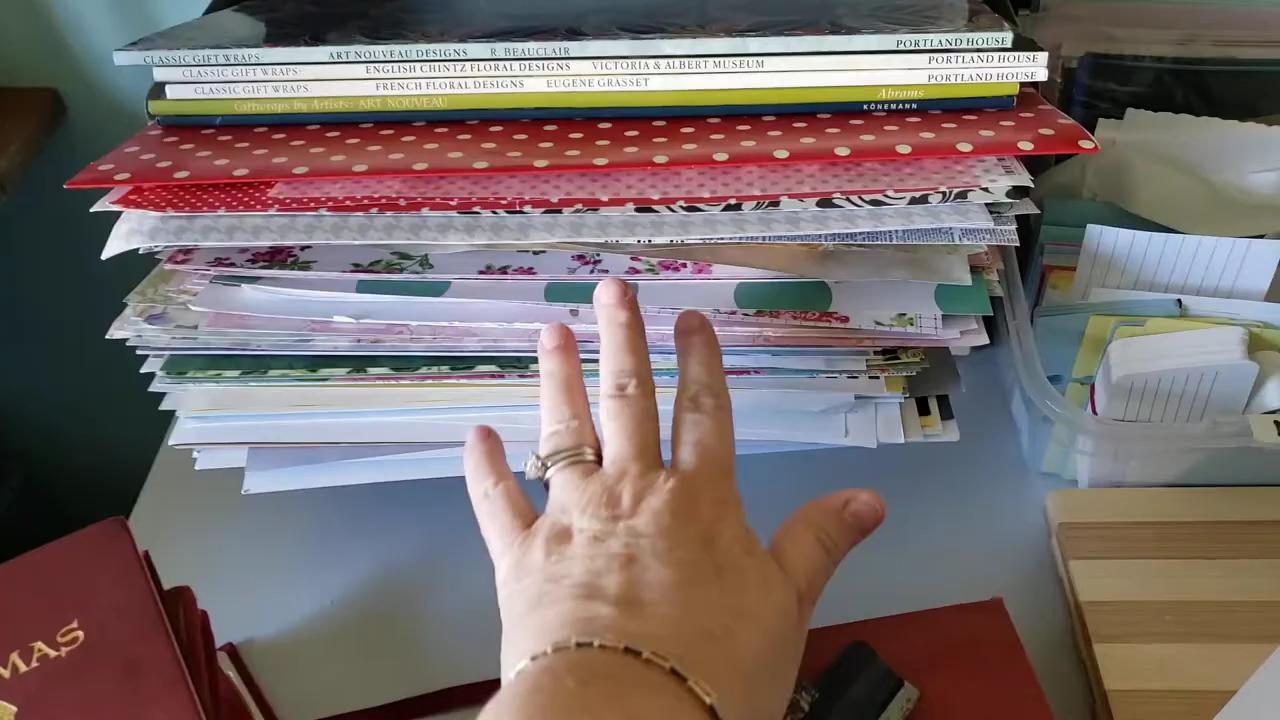 CLASSIC GIFT WRAPS: ART NOUVEAU DESIGNS R. BEAUCLAIR PORTLAND HOUSE
CLASSIC GIFT WRAPS: ENGLISH CHINTZ FLORAL DESIGNS VICTORIA & ALBERT MUSEUM PORTLAND HOUSE
CLASSIC GIFT WRAPS: FRENCH FLORAL DESIGNS EUGENE GRASSET PORTLAND HOUSE
Giftwraps by Artists: ART NOUVEAU Abrams
KÖNEMANN
MAS